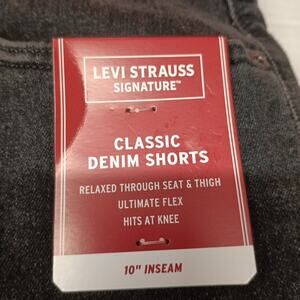 LEVI STRAUSS
SIGNATURE™
CLASSIC
DENIM SHORTS
RELAXED THROUGH SEAT & THIGH
ULTIMATE FLEX
HITS AT KNEE
10" INSEAM